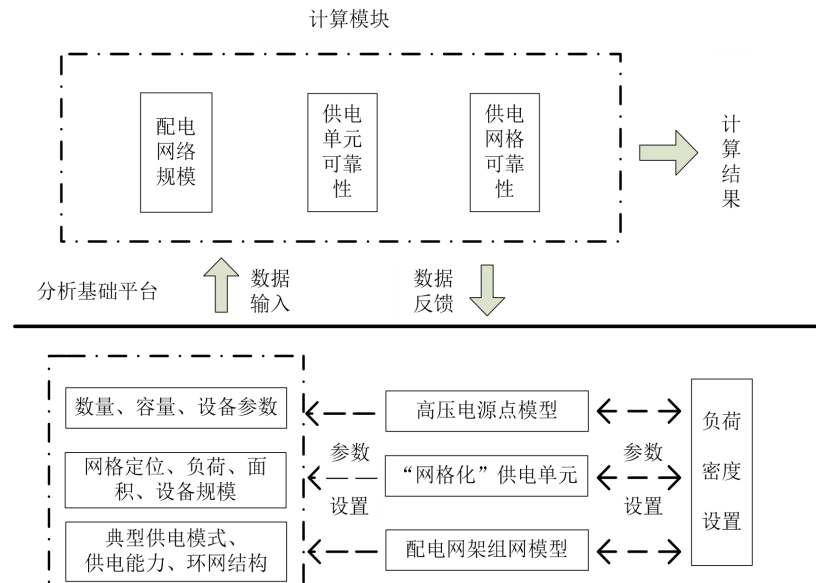 计算模块
配电
网络
规模
供电
单元
可靠
性
供电
网格
可靠
性
计
算
结
果
分析基础平台
数据
输入
数据
反馈
数量、容量、设备参数
高压电源点模型
网格定位、负荷、面
积、设备规模
参数
设置
“网格化”供电单元
参数
设置
典型供电模式、
供电能力、环网结构
配电网架组网模型
负荷
密度
设置